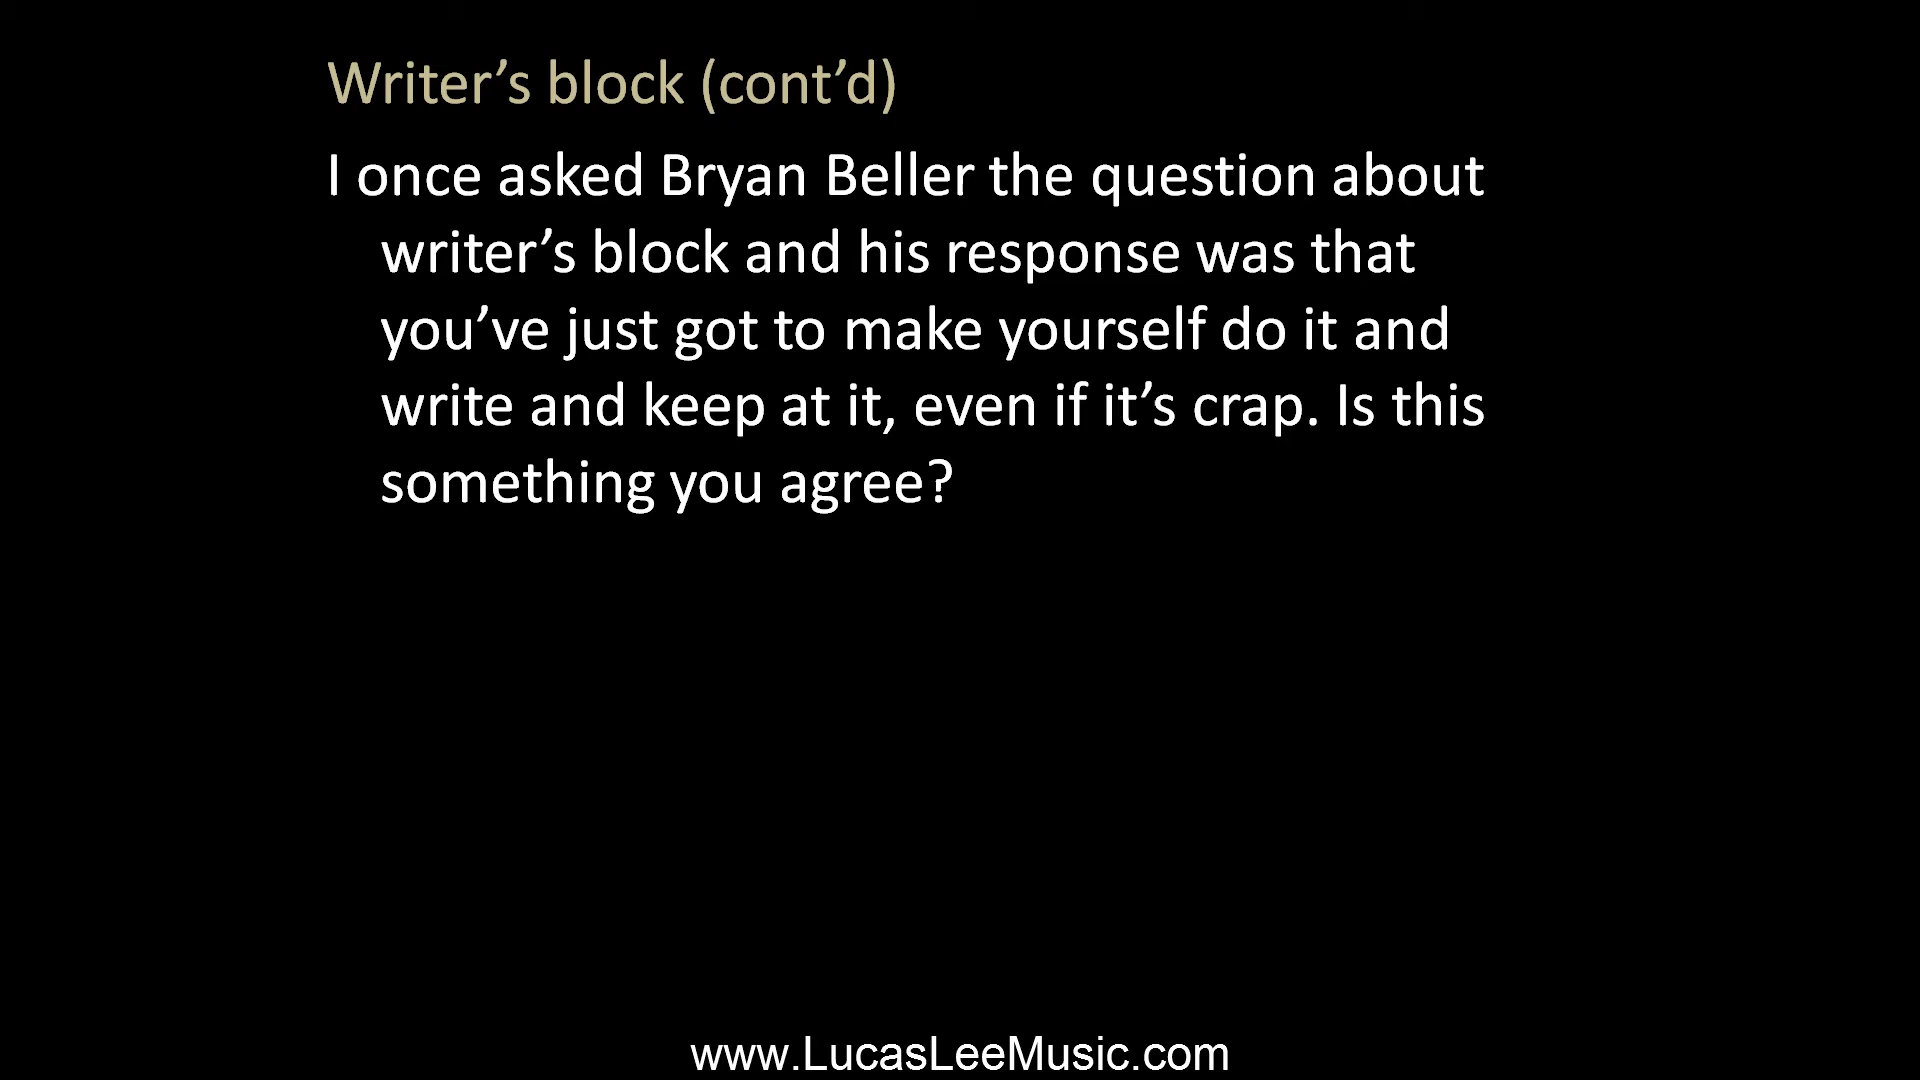 Writer’s block (cont’d)
I once asked Bryan Beller the question about
writer’s block and his response was that
you’ve just got to make yourself do it and
write and keep at it, even if it’s crap. Is this
something you agree?
www.LucasLeeMusic.com